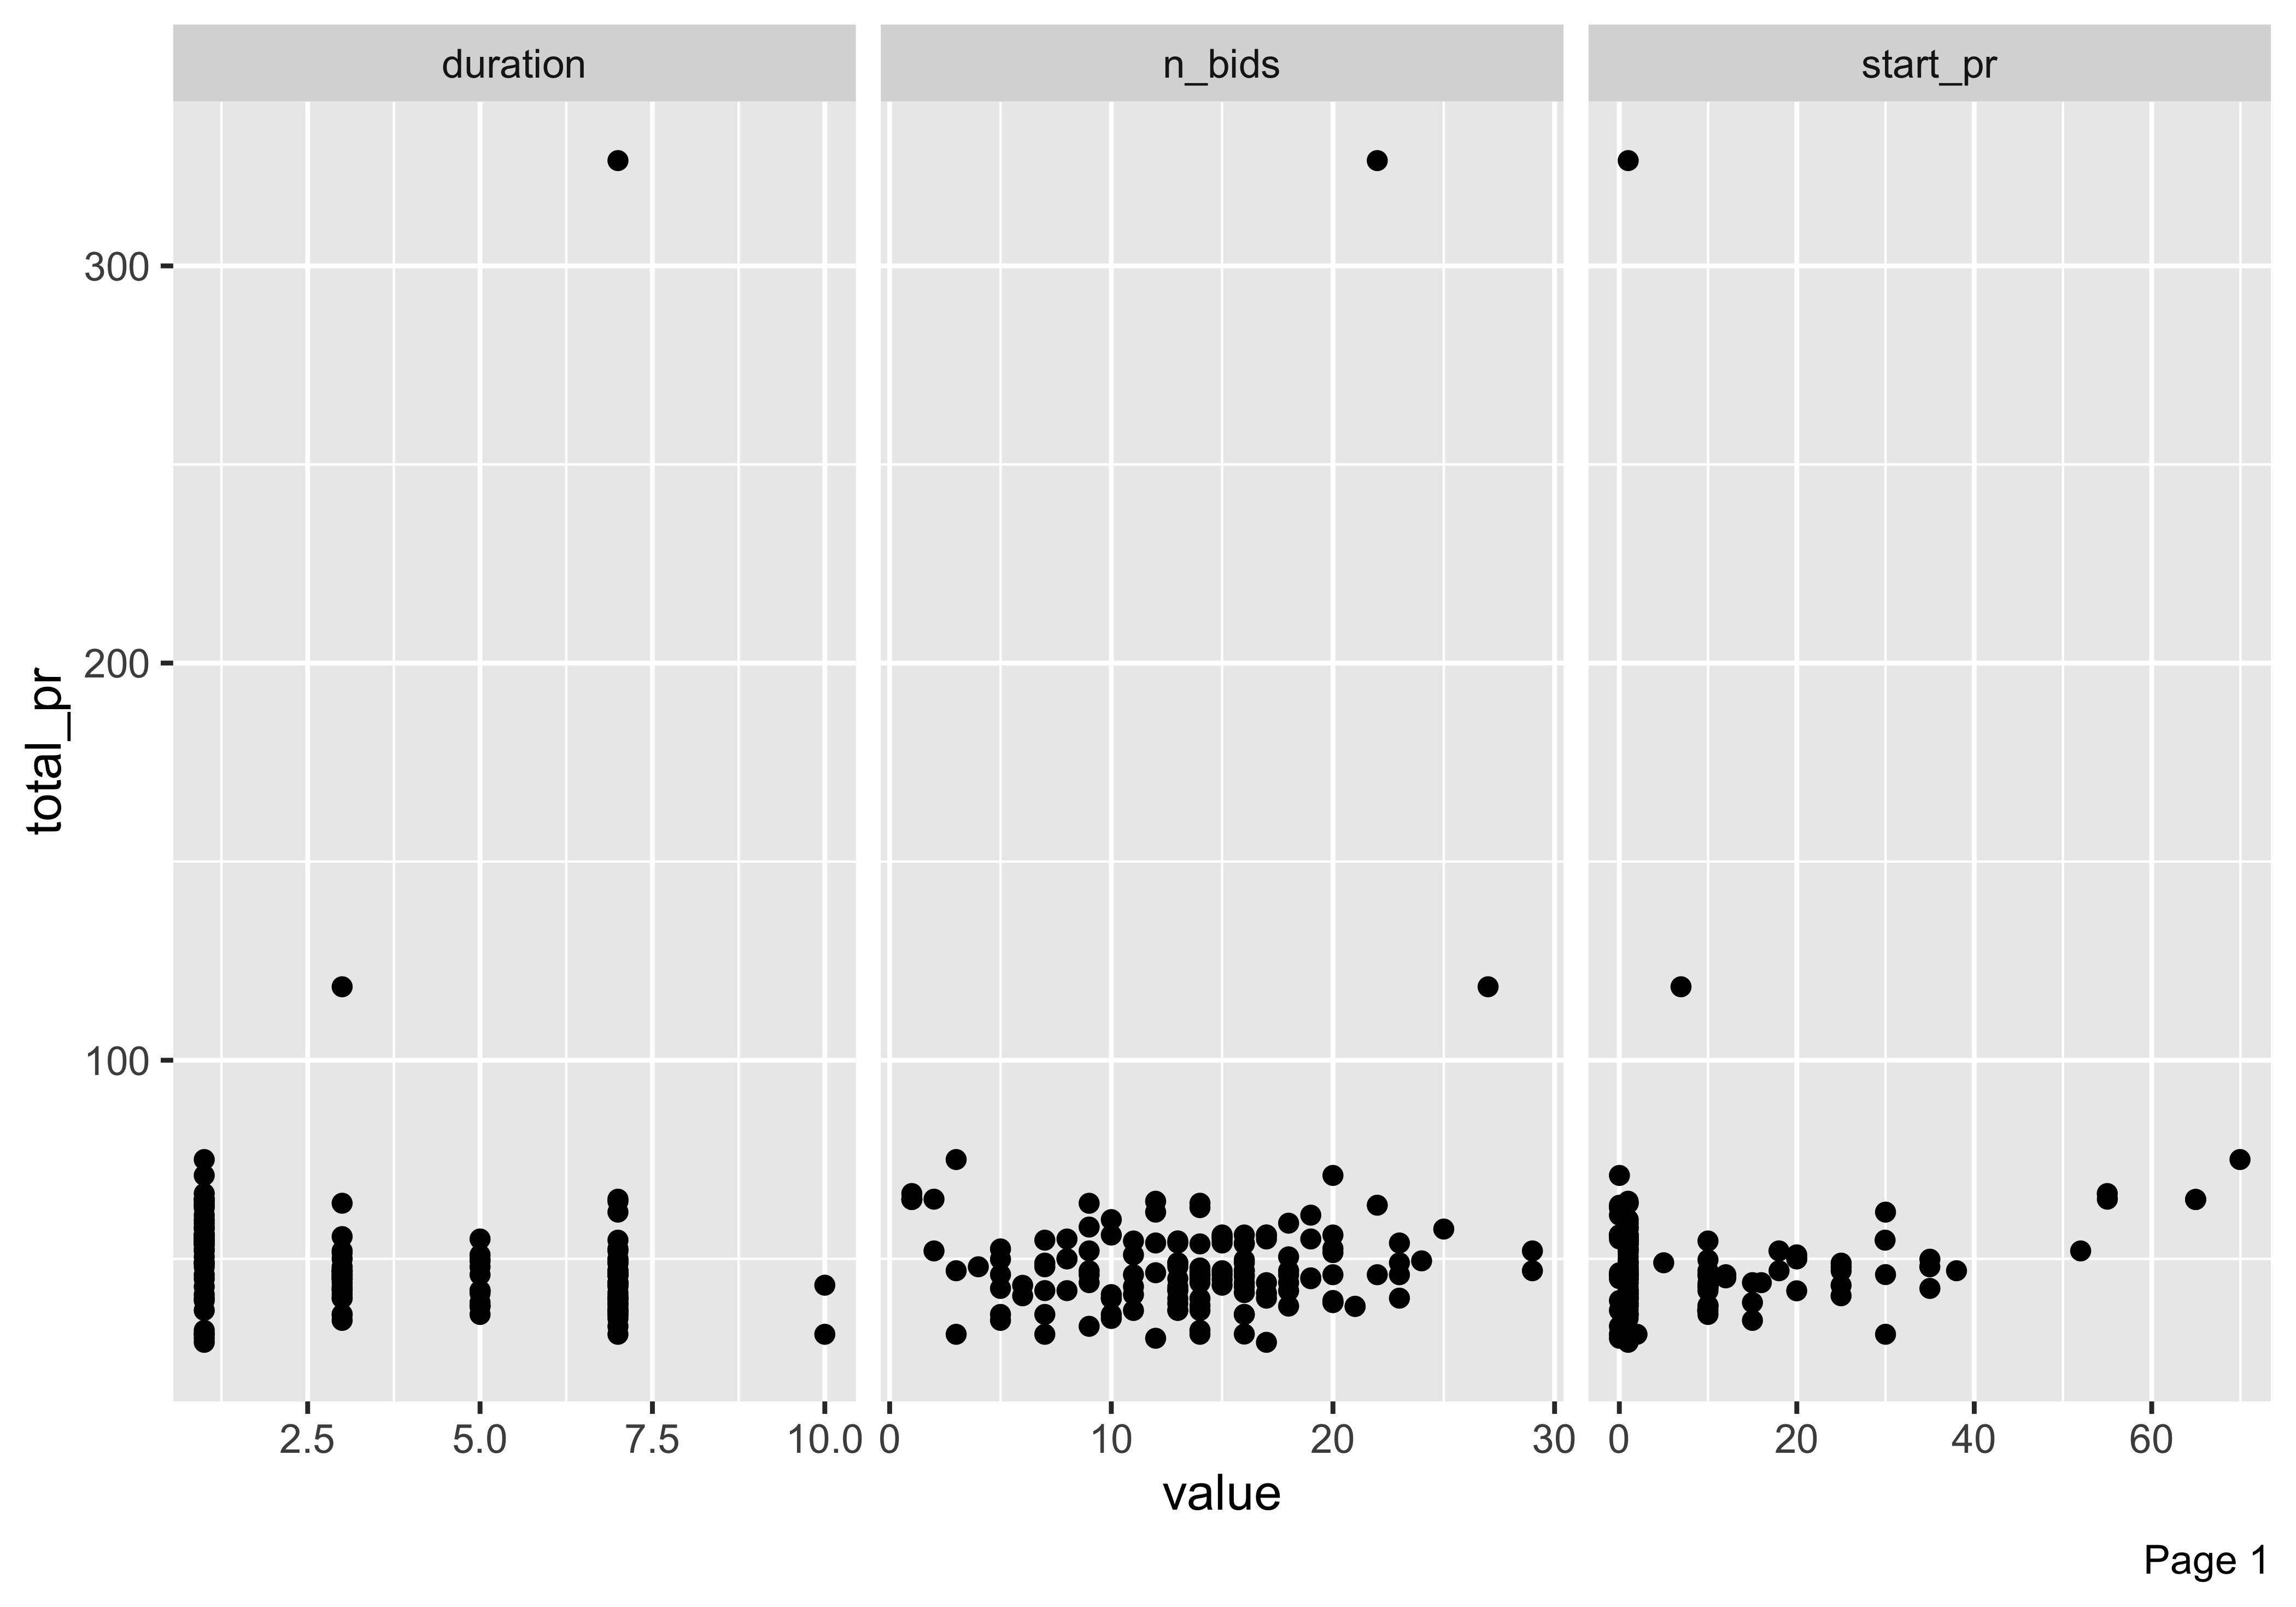 duration n_bids start_pr
300
200
100
total_pr
2.5 5.0 7.5 10.0 0 10 20 30 0 20 40 60
value
Page 1